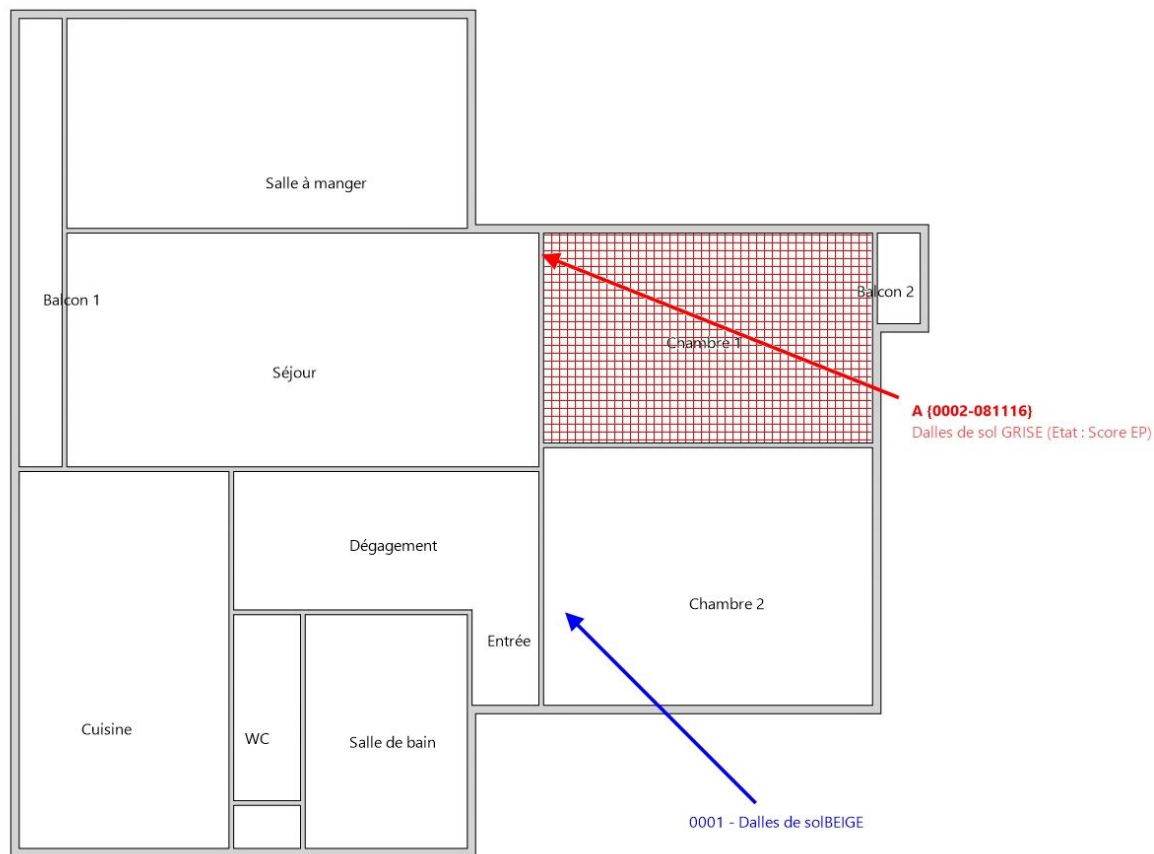 Salle à manger
Balcon 1
Balcon 2
Chambre 1
Séjour
A {0002-081116}
Dalles de sol GRISE (Etat : Score EP)
Dégagement
Chambre 2
Entrée
Cuisine
WC
Salle de bain
0001 - Dalles de solBEIGE